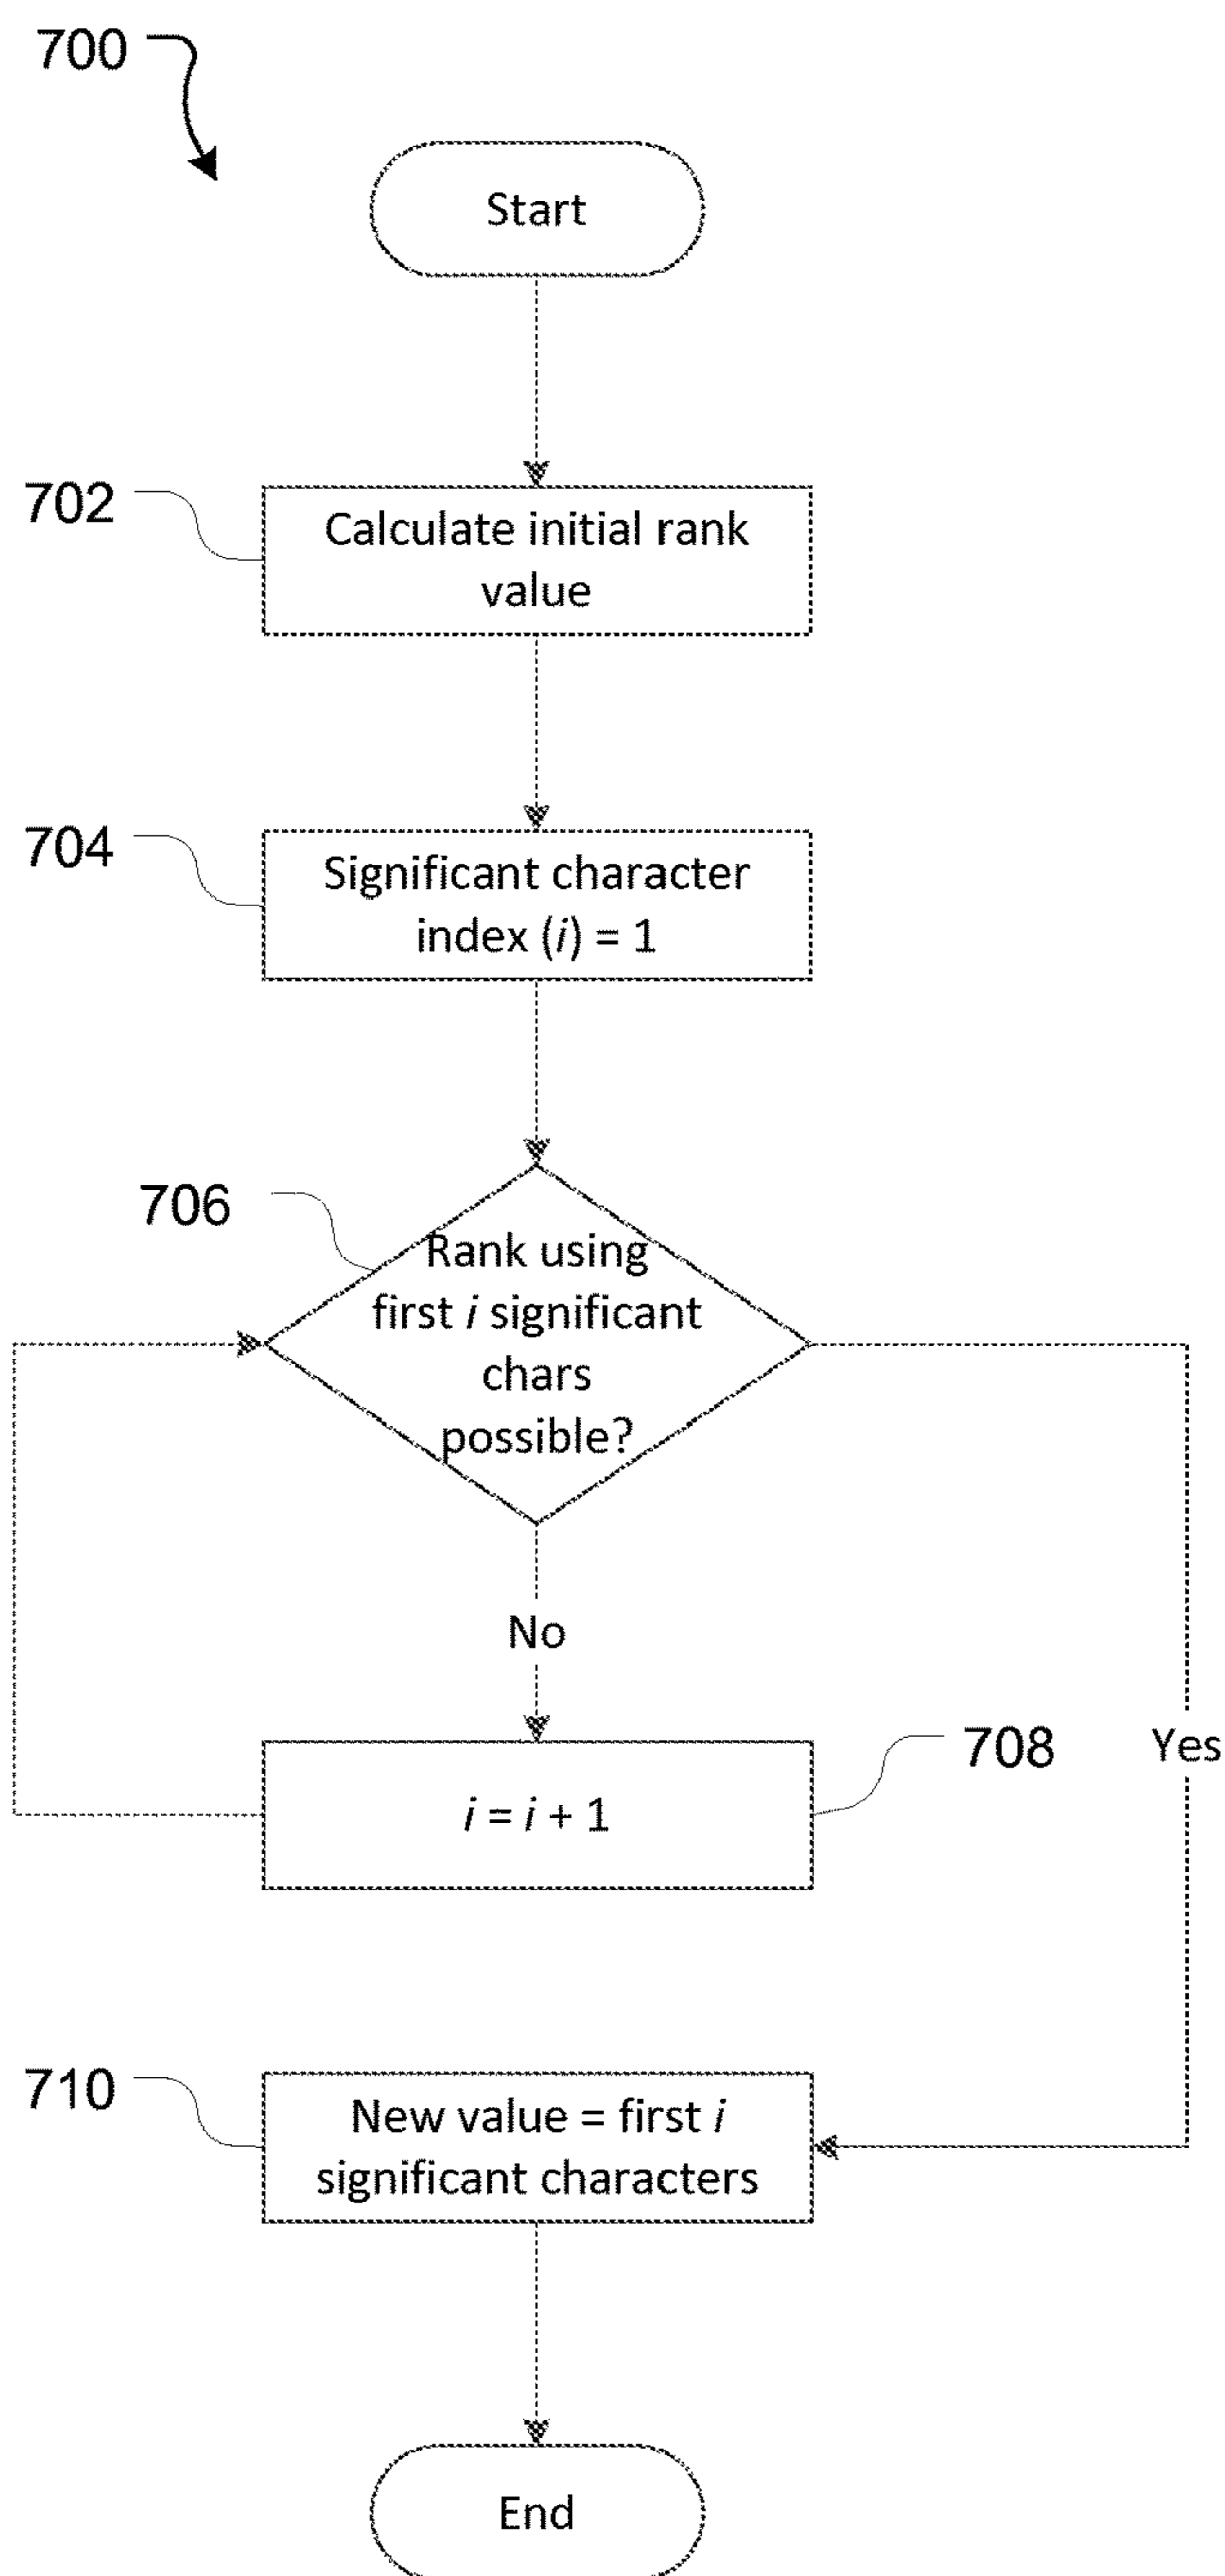 700
Start
702
Calculate initial rank
value
704
Significant character
index (i) = 1
706
Rank using
first i significant
chars
possible?
No
708
Yes
i = i + 1
710
New value = first i
significant characters
End